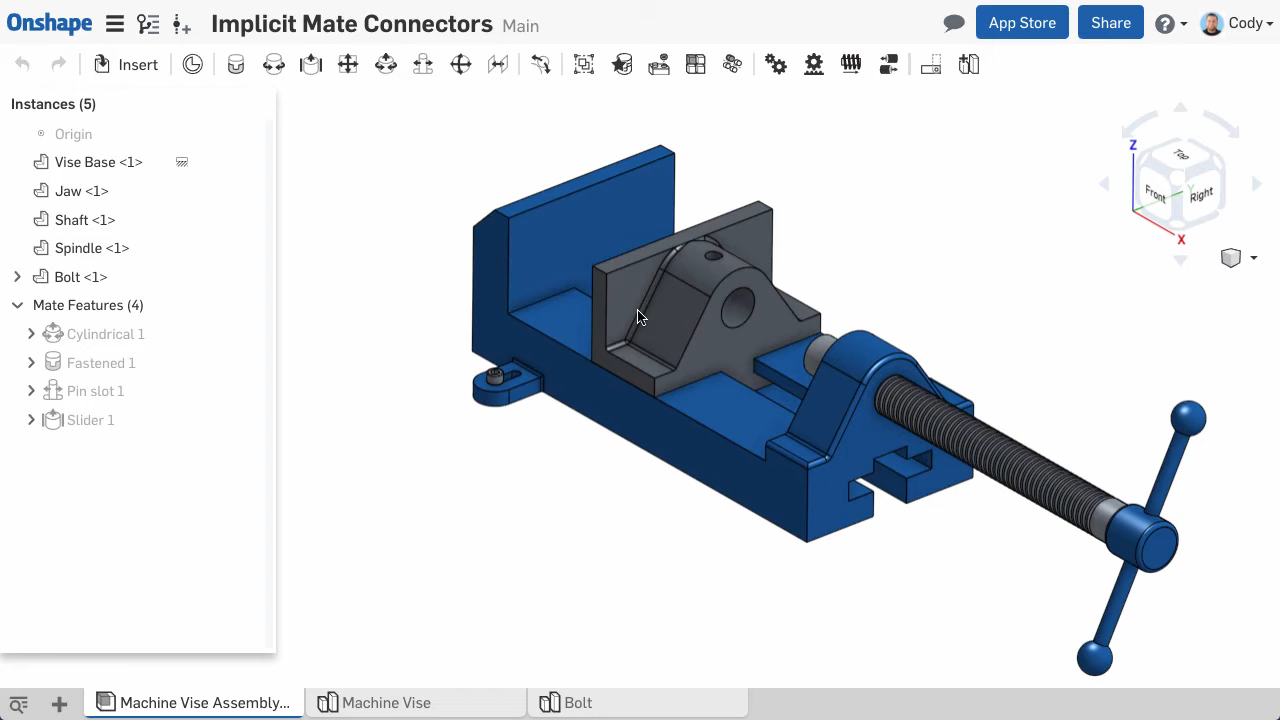 Onshape Implicit Mate Connectors Main App Store Share Cody
Insert
Instances (5)
Origin
Vise Base <1>
Jaw <1>
Shaft <1>
Spindle <1>
Bolt <1>
Mate Features (4)
Cylindrical 1
Fastened 1
Pin slot 1
Slider 1
Z
Top
Front
Y
Right
X
Machine Vise Assembly... Machine Vise Bolt